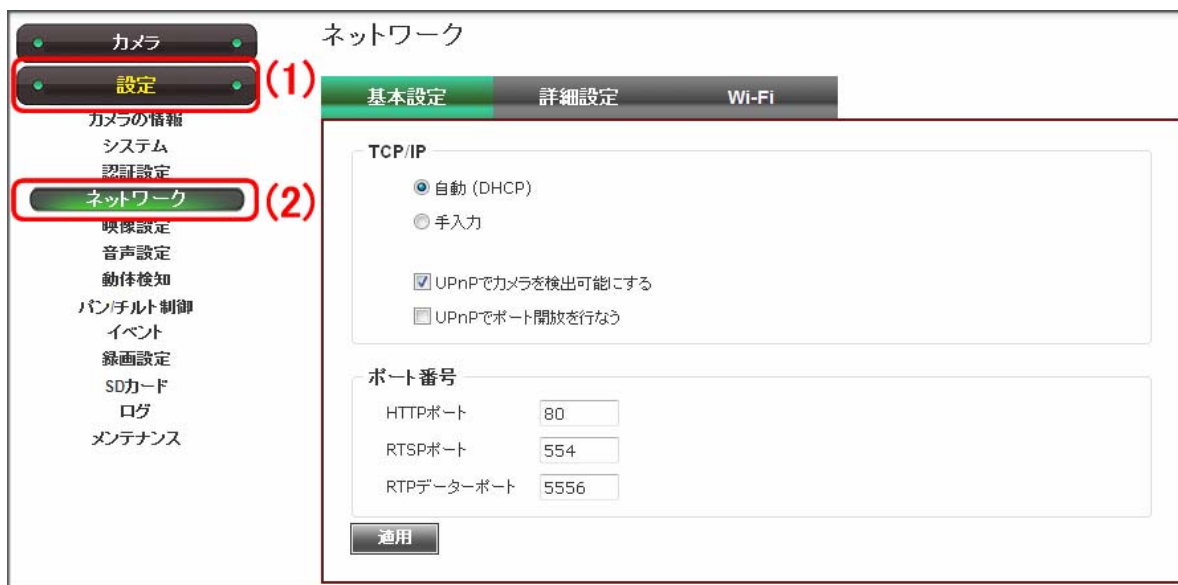 カメラ
設定
(1)
カメラの情報
システム
認証設定
ネットワーク
(2)
映像設定
音声設定
動体検知
パン/チルト制御
イベント
録画設定
SDカード
ログ
メンテナンス
ネットワーク
基本設定 詳細設定 Wi-Fi
TCP/IP
自動 (DHCP)
手入力
UPnPでカメラを検出可能にする
UPnPでポート開放を行なう
ポート番号
HTTPポート 80
RTSPポート 554
RTPデーターポート 5556
適用